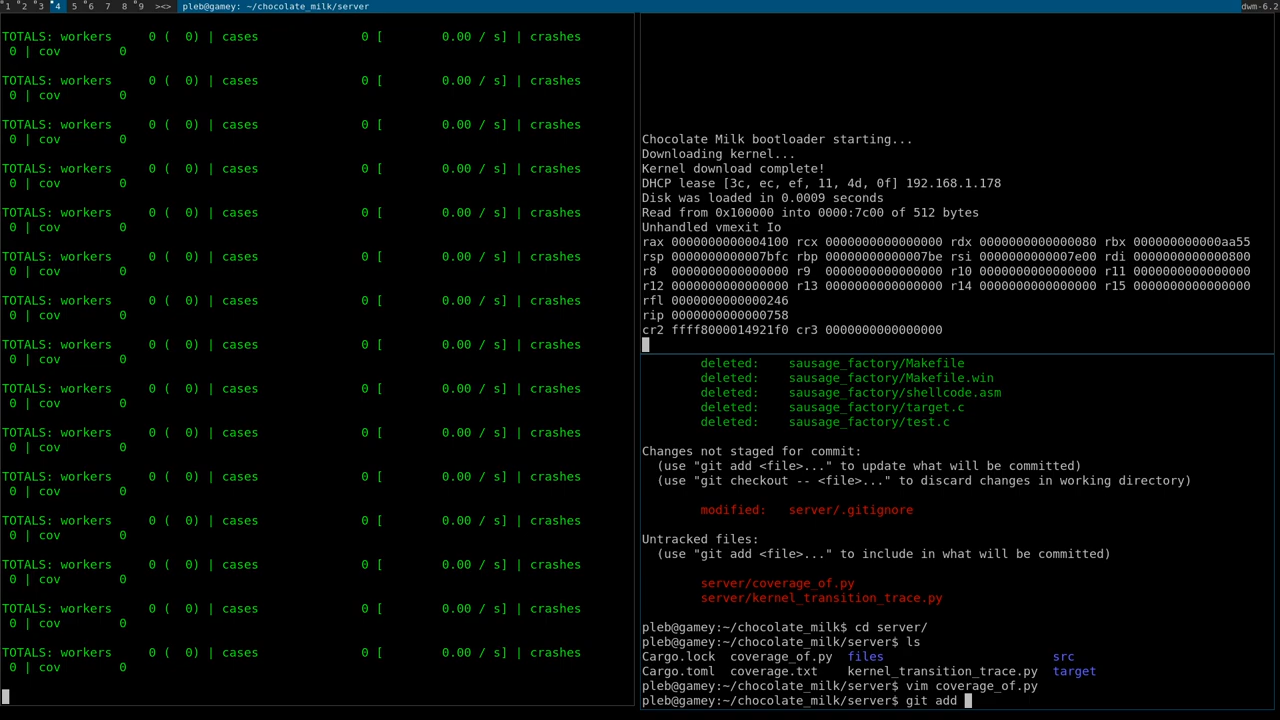 1 2 3 4 5 6 7 8 9 ><> pleb@gamey: ~/chocolate_milk/server dwm-6.2
TOTALS: workers 0 ( 0) | cases 0 [ 0.00 / s] | crashes
0 | cov 0
TOTALS: workers 0 ( 0) | cases 0 [ 0.00 / s] | crashes
0 | cov 0
TOTALS: workers 0 ( 0) | cases 0 [ 0.00 / s] | crashes
0 | cov 0
TOTALS: workers 0 ( 0) | cases 0 [ 0.00 / s] | crashes
0 | cov 0
TOTALS: workers 0 ( 0) | cases 0 [ 0.00 / s] | crashes
0 | cov 0
TOTALS: workers 0 ( 0) | cases 0 [ 0.00 / s] | crashes
0 | cov 0
TOTALS: workers 0 ( 0) | cases 0 [ 0.00 / s] | crashes
0 | cov 0
TOTALS: workers 0 ( 0) | cases 0 [ 0.00 / s] | crashes
0 | cov 0
TOTALS: workers 0 ( 0) | cases 0 [ 0.00 / s] | crashes
0 | cov 0
TOTALS: workers 0 ( 0) | cases 0 [ 0.00 / s] | crashes
0 | cov 0
TOTALS: workers 0 ( 0) | cases 0 [ 0.00 / s] | crashes
0 | cov 0
TOTALS: workers 0 ( 0) | cases 0 [ 0.00 / s] | crashes
0 | cov 0
TOTALS: workers 0 ( 0) | cases 0 [ 0.00 / s] | crashes
0 | cov 0
TOTALS: workers 0 ( 0) | cases 0 [ 0.00 / s] | crashes
0 | cov 0
TOTALS: workers 0 ( 0) | cases 0 [ 0.00 / s] | crashes
0 | cov 0
Chocolate Milk bootloader starting...
Downloading kernel...
Kernel download complete!
DHCP lease [3c, ec, ef, 11, 4d, 0f] 192.168.1.178
Disk was loaded in 0.0009 seconds
Read from 0x100000 into 0000:7c00 of 512 bytes
Unhandled vmexit Io
rax 0000000000004100 rcx 0000000000000000 rdx 0000000000000080 rbx 000000000000aa55
rsp 0000000000007bfc rbp 00000000000007be rsi 0000000000007e00 rdi 0000000000000800
r8 0000000000000000 r9 0000000000000000 r10 0000000000000000 r11 0000000000000000
r12 0000000000000000 r13 0000000000000000 r14 0000000000000000 r15 0000000000000000
rfl 0000000000000246
rip 0000000000000758
cr2 ffff8000014921f0 cr3 0000000000000000
deleted: sausage_factory/Makefile
deleted: sausage_factory/Makefile.win
deleted: sausage_factory/shellcode.asm
deleted: sausage_factory/target.c
deleted: sausage_factory/test.c
Changes not staged for commit:
(use "git add <file>..." to update what will be committed)
(use "git checkout -- <file>..." to discard changes in working directory)
modified: server/.gitignore
Untracked files:
(use "git add <file>..." to include in what will be committed)
server/coverage_of.py
server/kernel_transition_trace.py
pleb@gamey:~/chocolate_milk$ cd server/
pleb@gamey:~/chocolate_milk/server$ ls
Cargo.lock coverage_of.py files src
Cargo.toml coverage.txt kernel_transition_trace.py target
pleb@gamey:~/chocolate_milk/server$ vim coverage_of.py
pleb@gamey:~/chocolate_milk/server$ git add